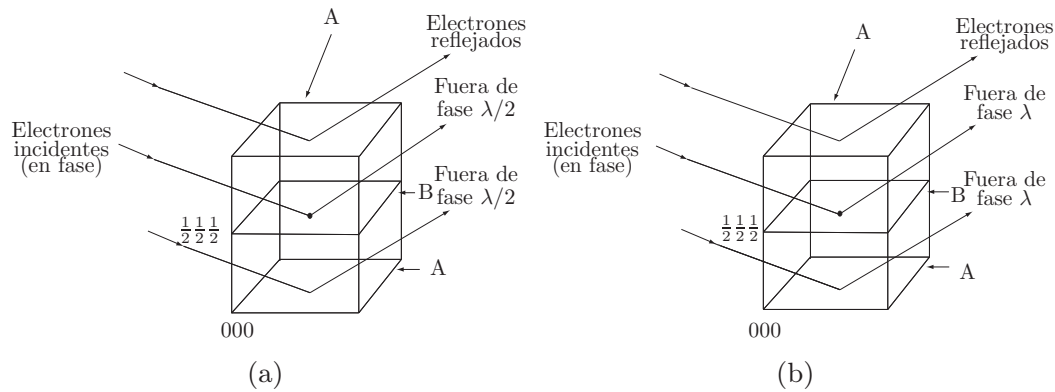 A
Electrones
reflejados
Fuera de
fase λ/2
Electrones
incidentes
(en fase)
Fuera de
fase λ/2
B
1/2 1/2 1/2
A
000
(a)
A
Electrones
reflejados
Fuera de
fase λ
Electrones
incidentes
(en fase)
Fuera de
fase λ
B
1/2 1/2 1/2
A
000
(b)